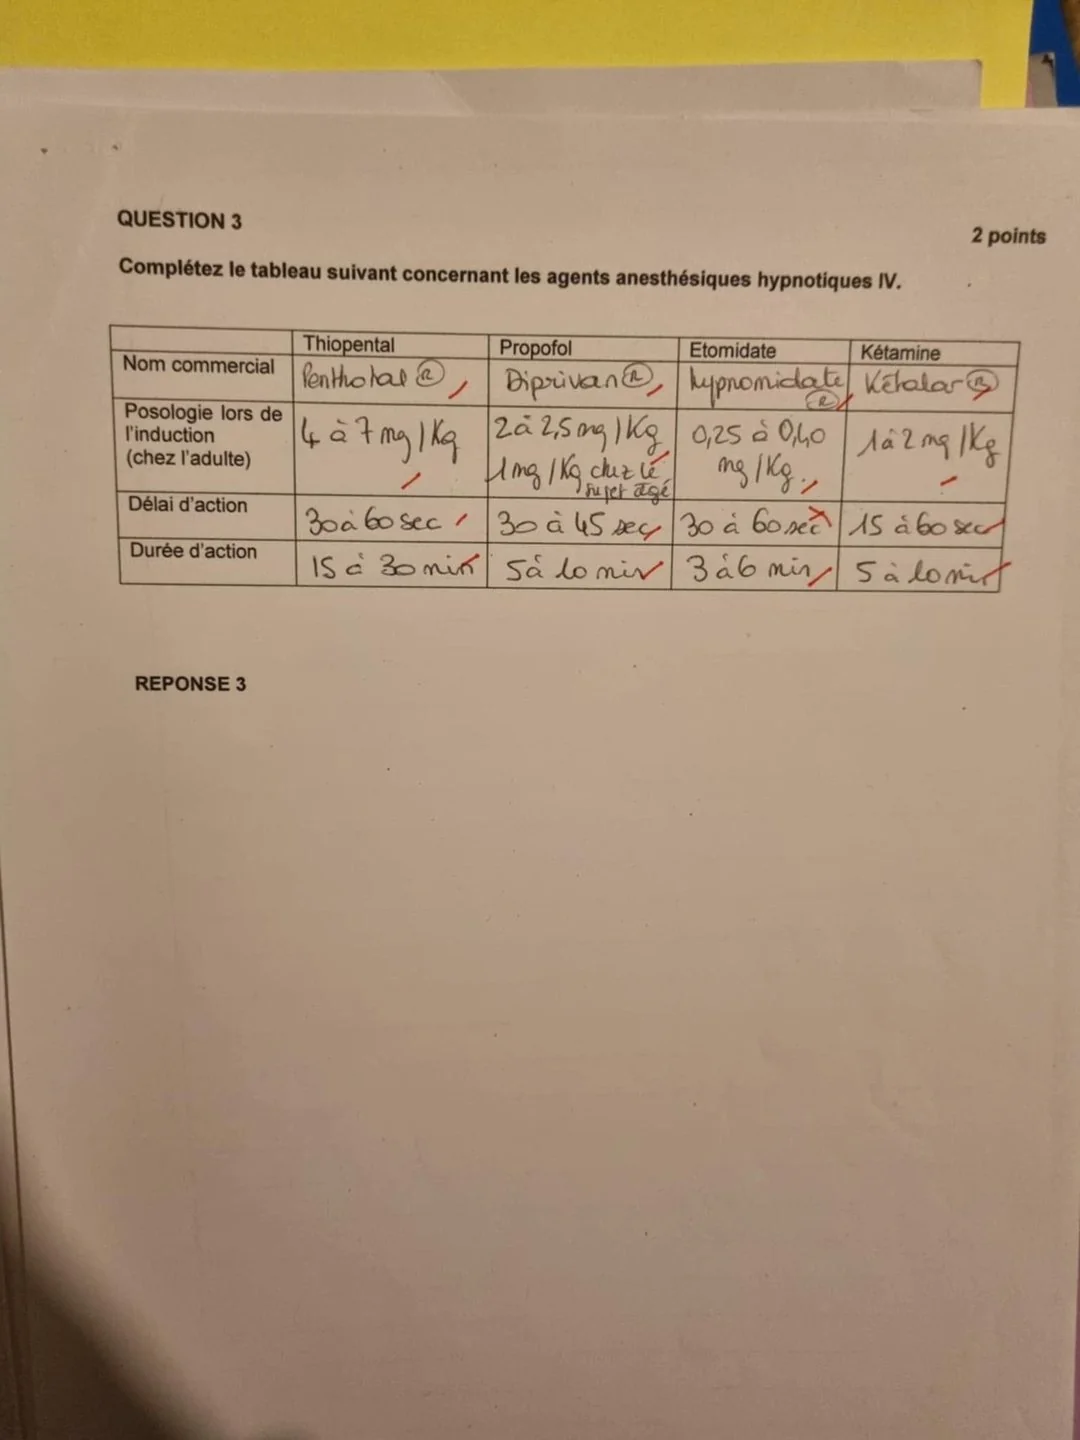 QUESTION 3
2 points
Complétez le tableau suivant concernant les agents anesthésiques hypnotiques IV.
Thiopental Propofol Etomidate Kétamine
Nom commercial Penthotal ® Diprivan ® hypnomidate ® Kétalar ®
Posologie lors de l'induction (chez l'adulte) 4 à 7 mg/Kg 2 à 2,5 mg/Kg 1mg/Kg chez le sujet âgé 0,25 à 0,40 mg/Kg. 1 à 2 mg/Kg
Délai d'action 30 à 60 sec 30 à 45 sec 30 à 60 sec 15 à 60 sec
Durée d'action 15 à 30 min 5 à 10 min 3 à 6 min 5 à 10 min
REPONSE 3